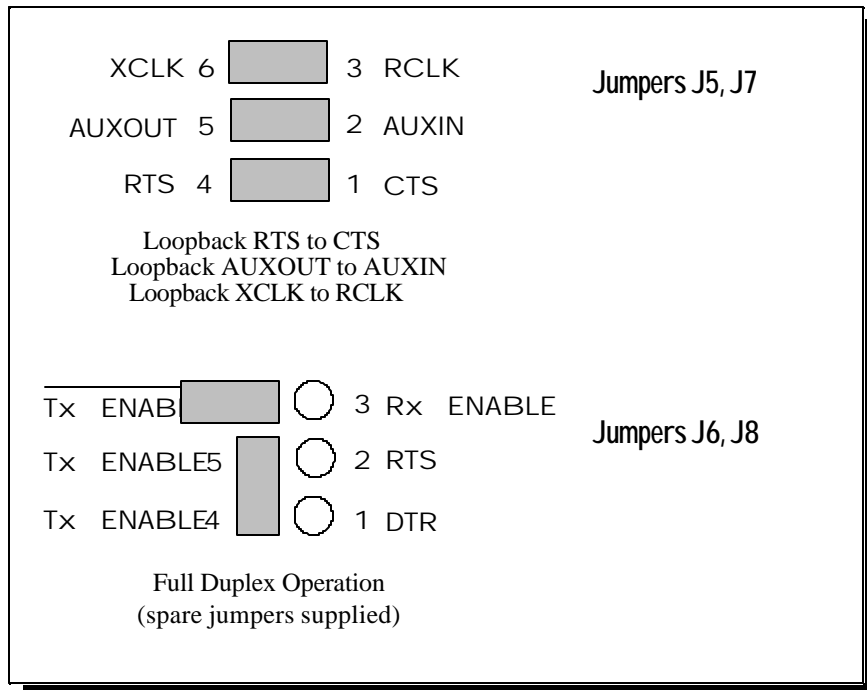 XCLK 6 3 RCLK
Jumpers J5, J7
AUXOUT 5 2 AUXIN
RTS 4 1 CTS
Loopback RTS to CTS
Loopback AUXOUT to AUXIN
Loopback XCLK to RCLK
Tx 3 Rx ENABLE
Jumpers J6, J8
Tx ENABLE5 2 RTS
Tx ENABLE4 1 DTR
Full Duplex Operation
(spare jumpers supplied)